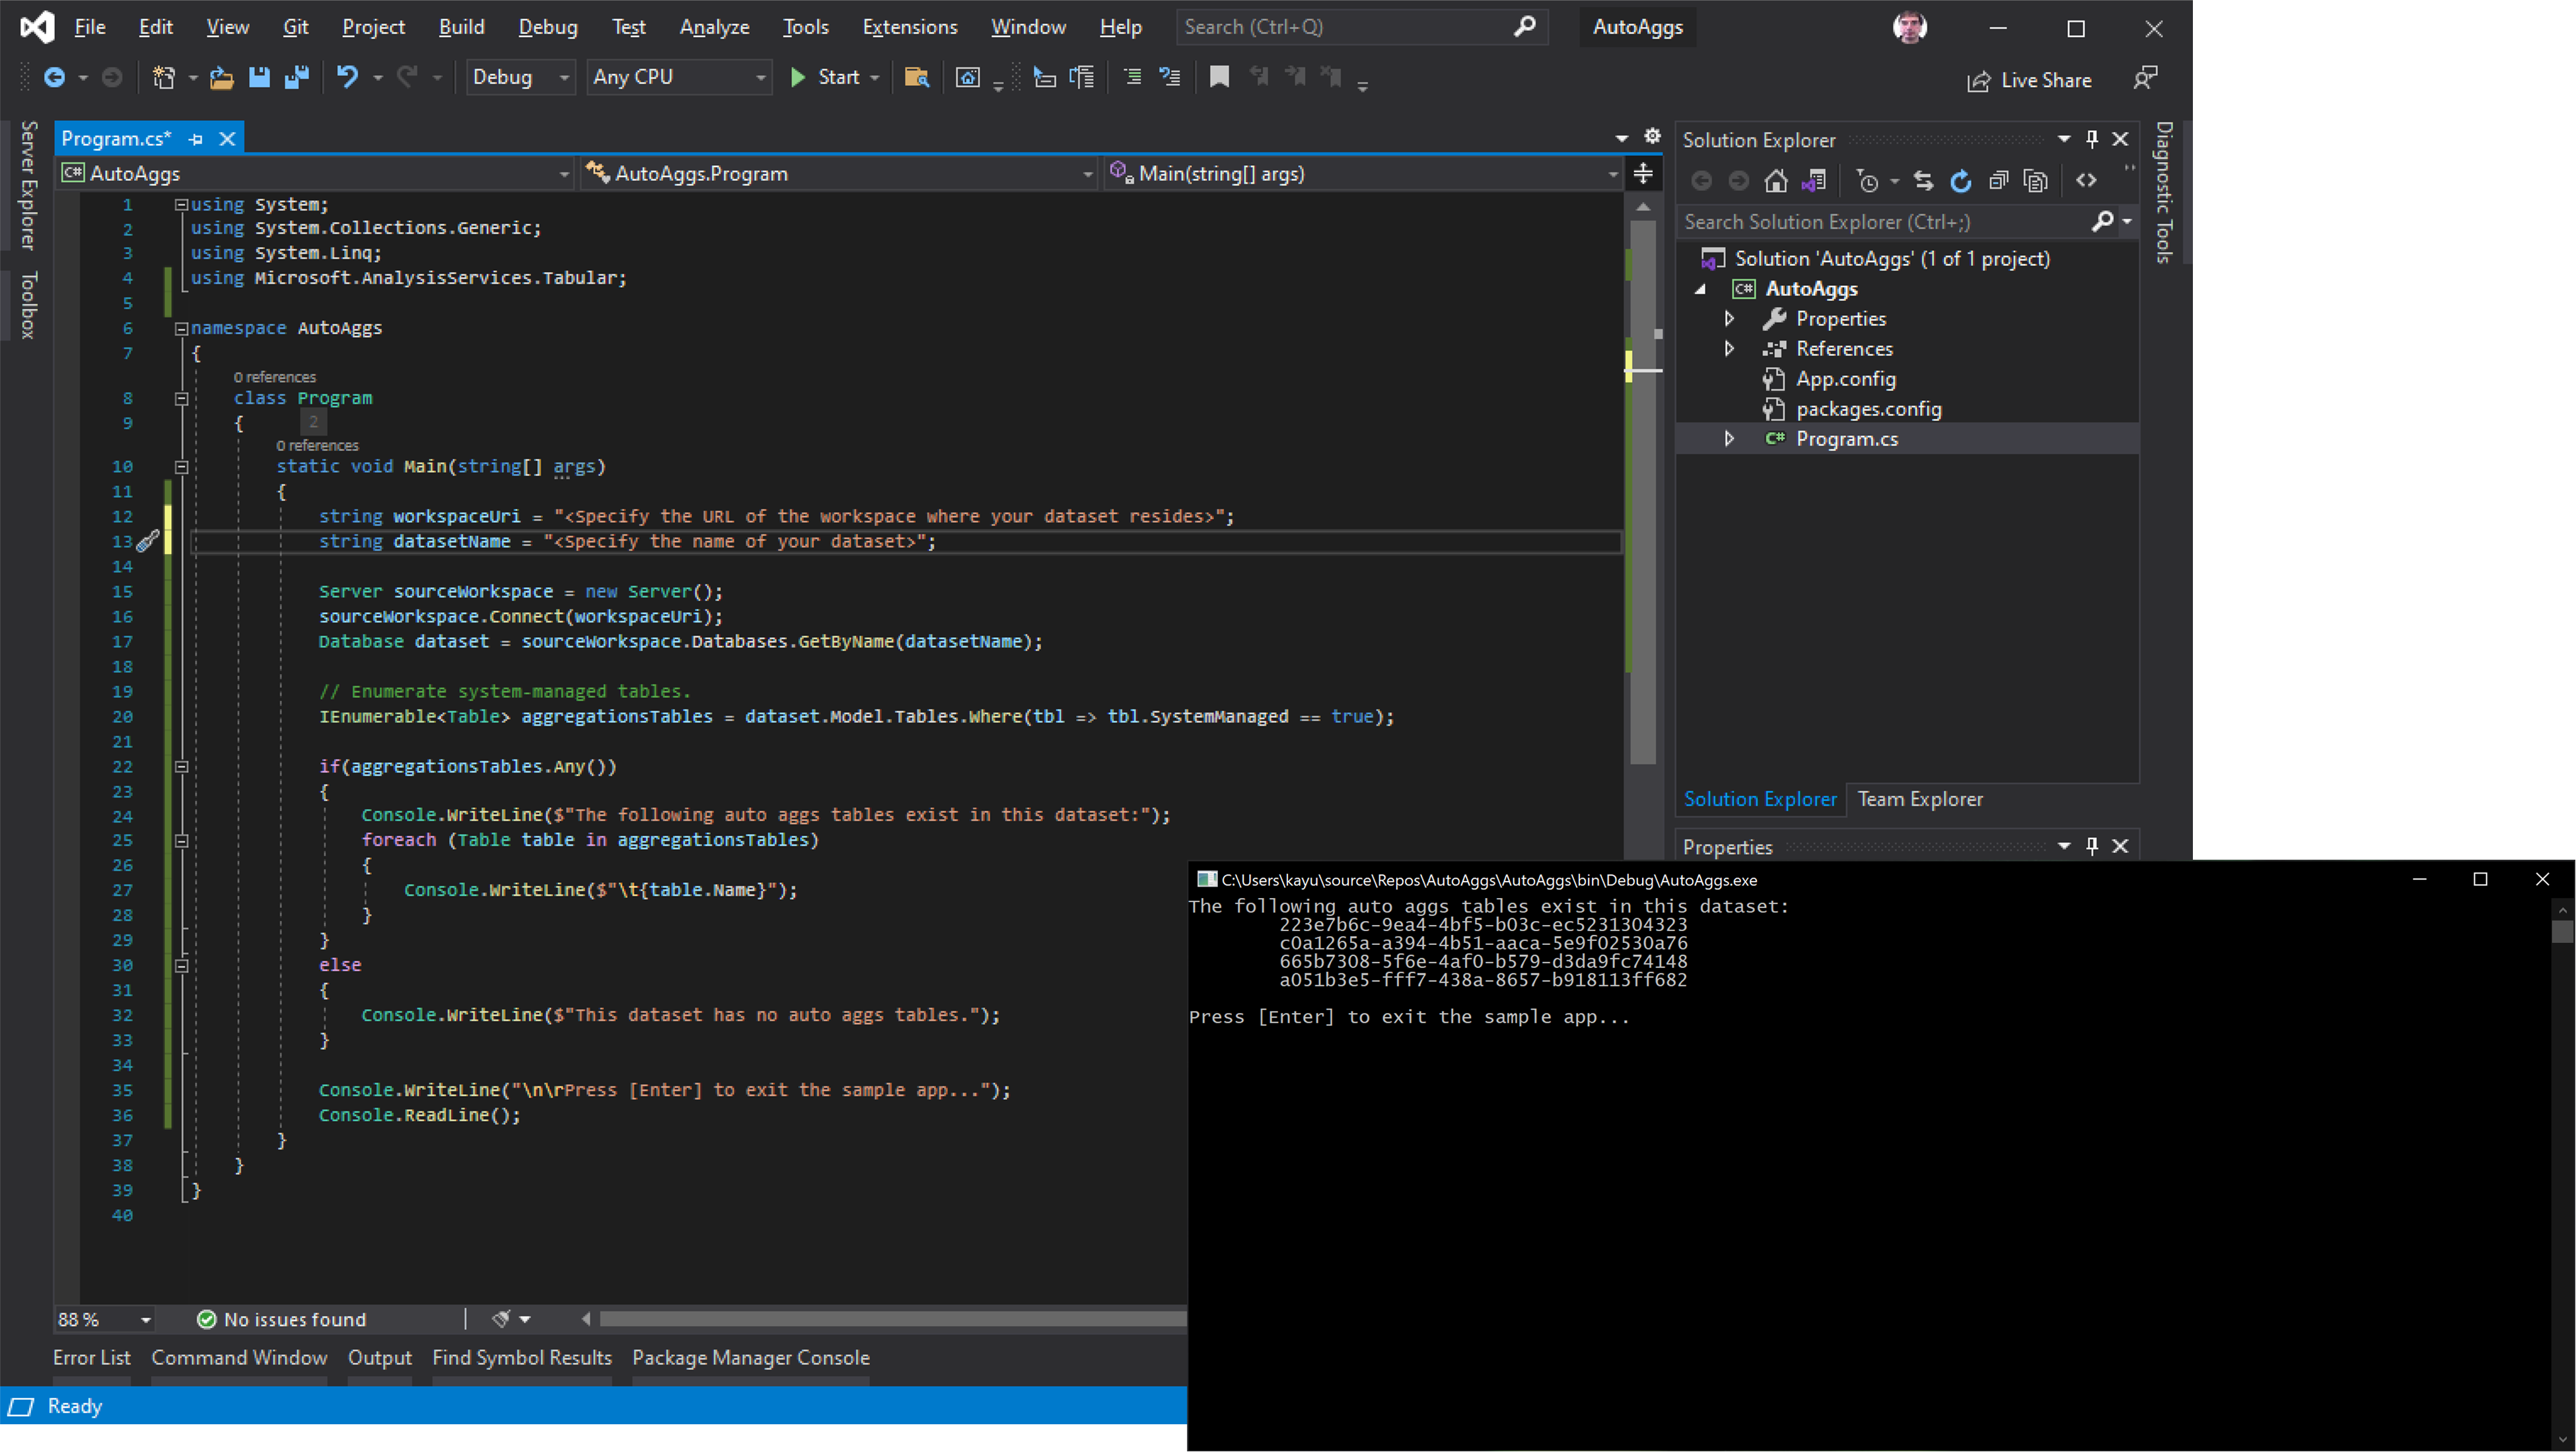 File Edit View Git Project Build Debug Test Analyze Tools Extensions Window Help Search (Ctrl+Q) AutoAggs
Debug Any CPU Start Live Share
Server Explorer
Toolbox
Program.cs*
C# AutoAggs AutoAggs.Program Main(string[] args)
1 using System;
2 using System.Collections.Generic;
3 using System.Linq;
4 using Microsoft.AnalysisServices.Tabular;
5
6 namespace AutoAggs
7 {
0 references
8 class Program
9 { 2
0 references
10 static void Main(string[] args)
11 {
12 string workspaceUri = "<Specify the URL of the workspace where your dataset resides>";
13 string datasetName = "<Specify the name of your dataset>";
14
15 Server sourceWorkspace = new Server();
16 sourceWorkspace.Connect(workspaceUri);
17 Database dataset = sourceWorkspace.Databases.GetByName(datasetName);
18
19 // Enumerate system-managed tables.
20 IEnumerable<Table> aggregationsTables = dataset.Model.Tables.Where(tbl => tbl.SystemManaged == true);
21
22 if(aggregationsTables.Any())
23 {
24 Console.WriteLine($"The following auto aggs tables exist in this dataset:");
25 foreach (Table table in aggregationsTables)
26 {
27 Console.WriteLine($"\t{table.Name}");
28 }
29 }
30 else
31 {
32 Console.WriteLine($"This dataset has no auto aggs tables.");
33 }
34
35 Console.WriteLine("\n\rPress [Enter] to exit the sample app...");
36 Console.ReadLine();
37 }
38 }
39 }
40
88 % No issues found
Error List Command Window Output Find Symbol Results Package Manager Console
Ready
Solution Explorer
Search Solution Explorer (Ctrl+;)
Solution 'AutoAggs' (1 of 1 project)
C# AutoAggs
Properties
References
App.config
packages.config
C# Program.cs
Solution Explorer Team Explorer
Properties
Diagnostic Tools
C:\Users\kayu\source\Repos\AutoAggs\AutoAggs\bin\Debug\AutoAggs.exe
The following auto aggs tables exist in this dataset:
223e7b6c-9ea4-4bf5-b03c-ec5231304323
c0a1265a-a394-4b51-aaca-5e9f02530a76
665b7308-5f6e-4af0-b579-d3da9fc74148
a051b3e5-fff7-438a-8657-b918113ff682
Press [Enter] to exit the sample app...